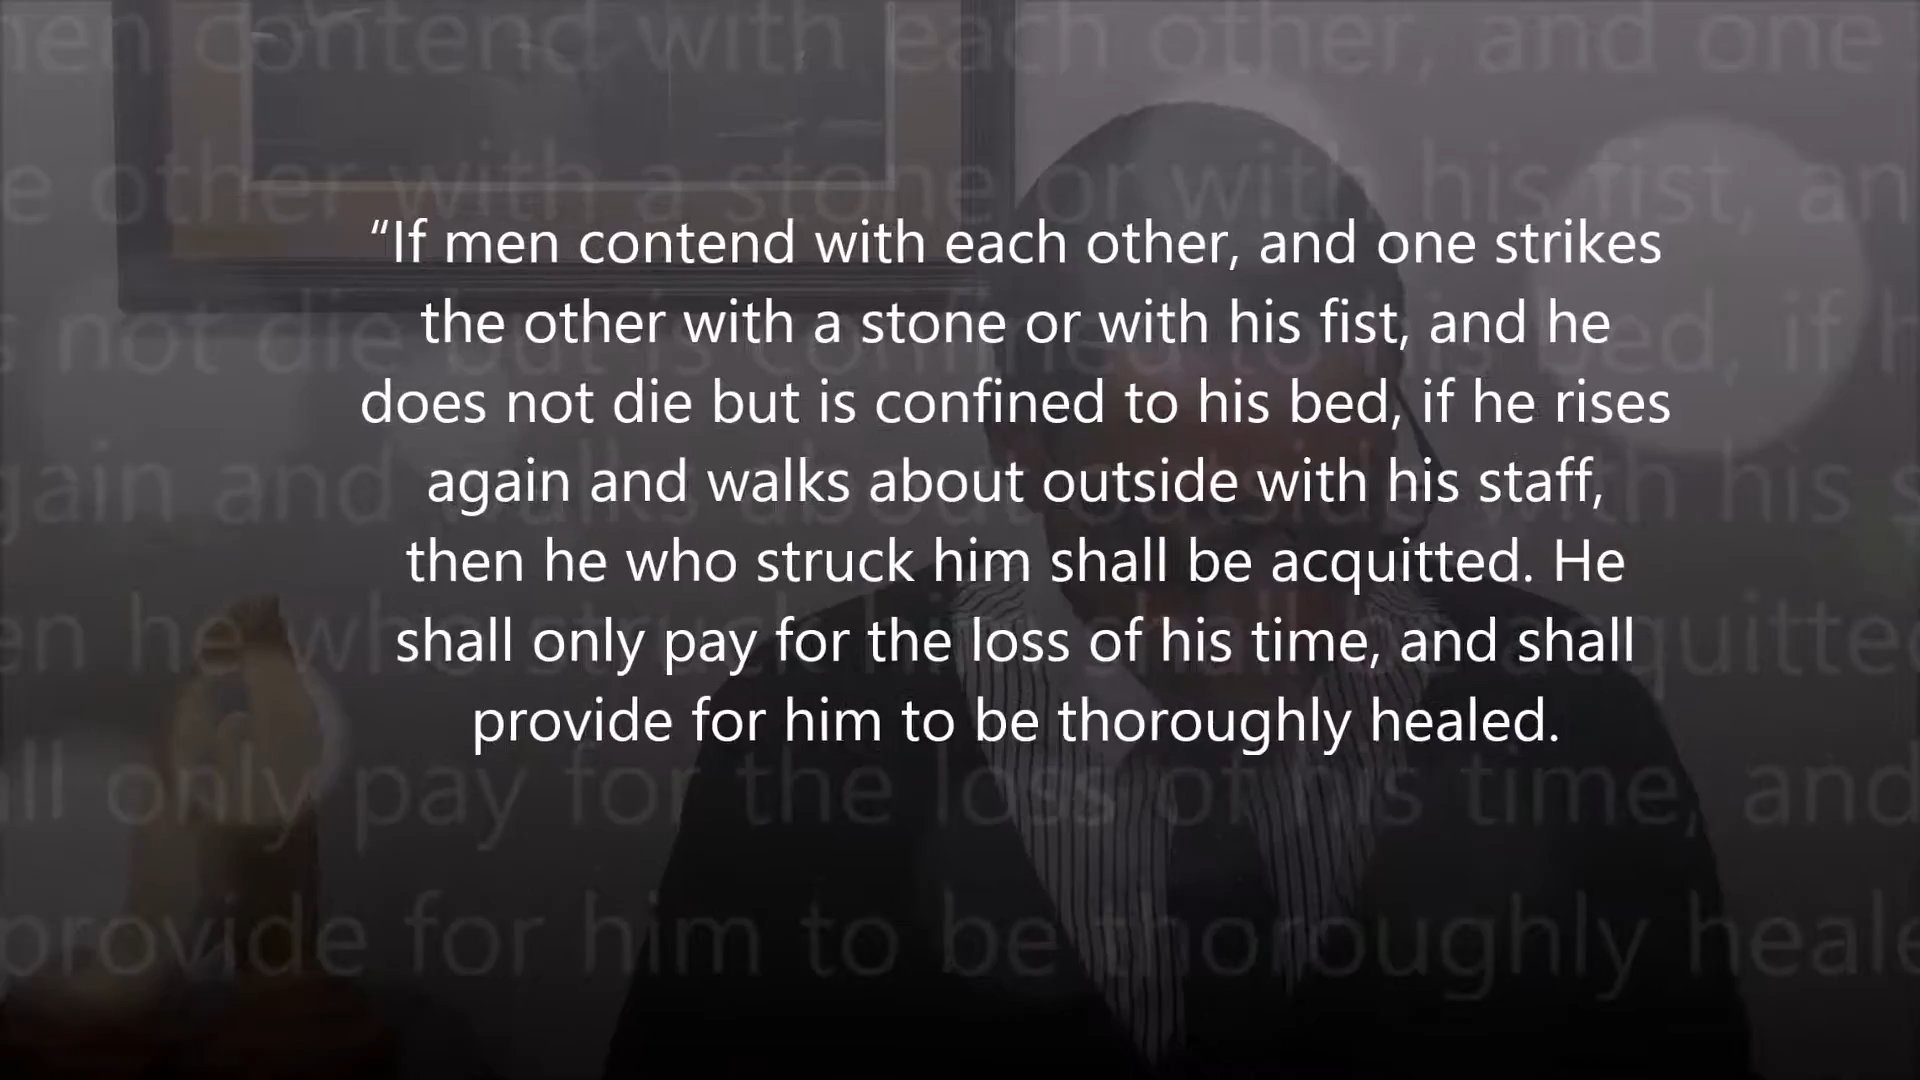 “If men contend with each other, and one strikes
the other with a stone or with his fist, and he
does not die but is confined to his bed, if he rises
again and walks about outside with his staff,
then he who struck him shall be acquitted. He
shall only pay for the loss of his time, and shall
provide for him to be thoroughly healed.